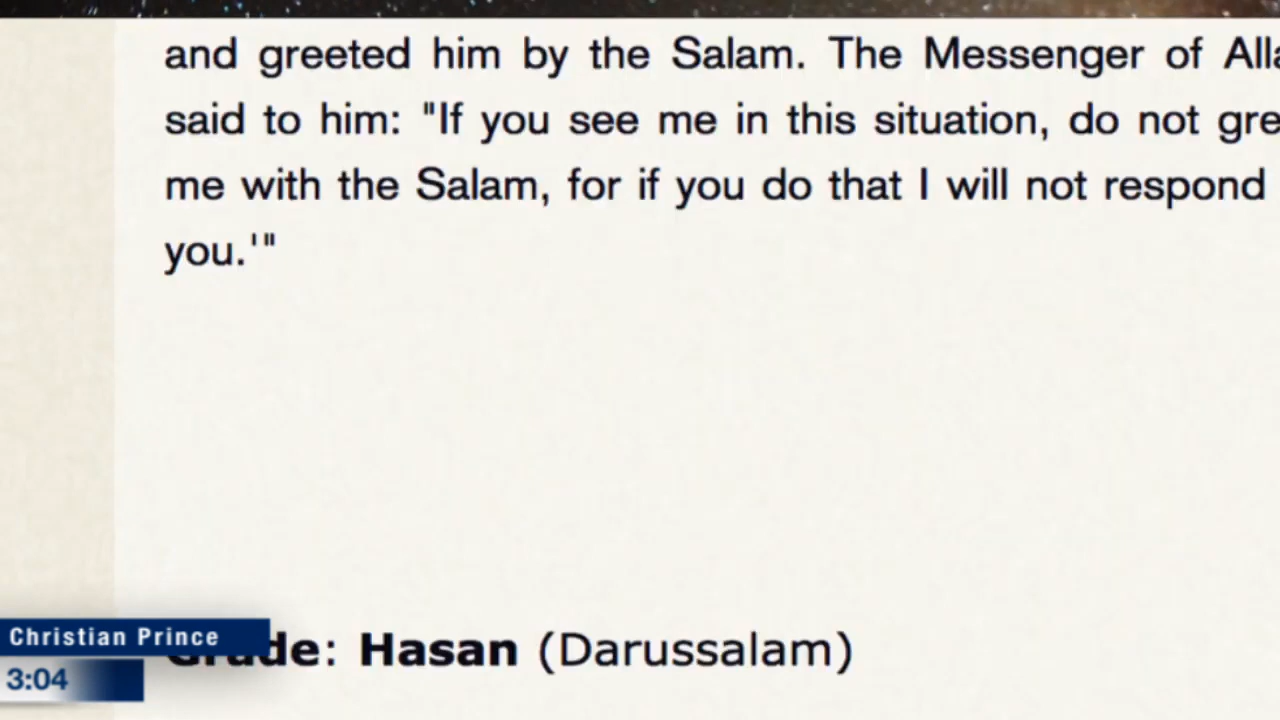 and greeted him by the Salam. The Messenger of
said to him: "If you see me in this situation, do not
me with the Salam, for if you do that I will not respond
you.'"
Christian Prince
Grade: Hasan (Darussalam)
3:04